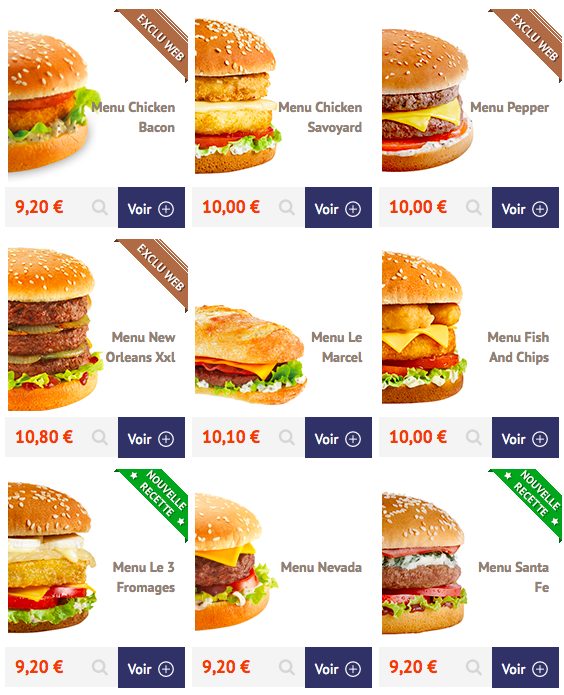 EXCLU WEB
Menu Chicken
Bacon
9,20 €
Voir
Menu Chicken
Savoyard
10,00 €
Voir
EXCLU WEB
Menu Pepper
10,00 €
Voir
EXCLU WEB
Menu New
Orleans Xxl
10,80 €
Voir
Menu Le
Marcel
10,10 €
Voir
Menu Fish
And Chips
10,00 €
Voir
NOUVELLE
RECETTE
Menu Le 3
Fromages
9,20 €
Voir
Menu Nevada
9,20 €
Voir
NOUVELLE
RECETTE
Menu Santa
Fe
9,20 €
Voir